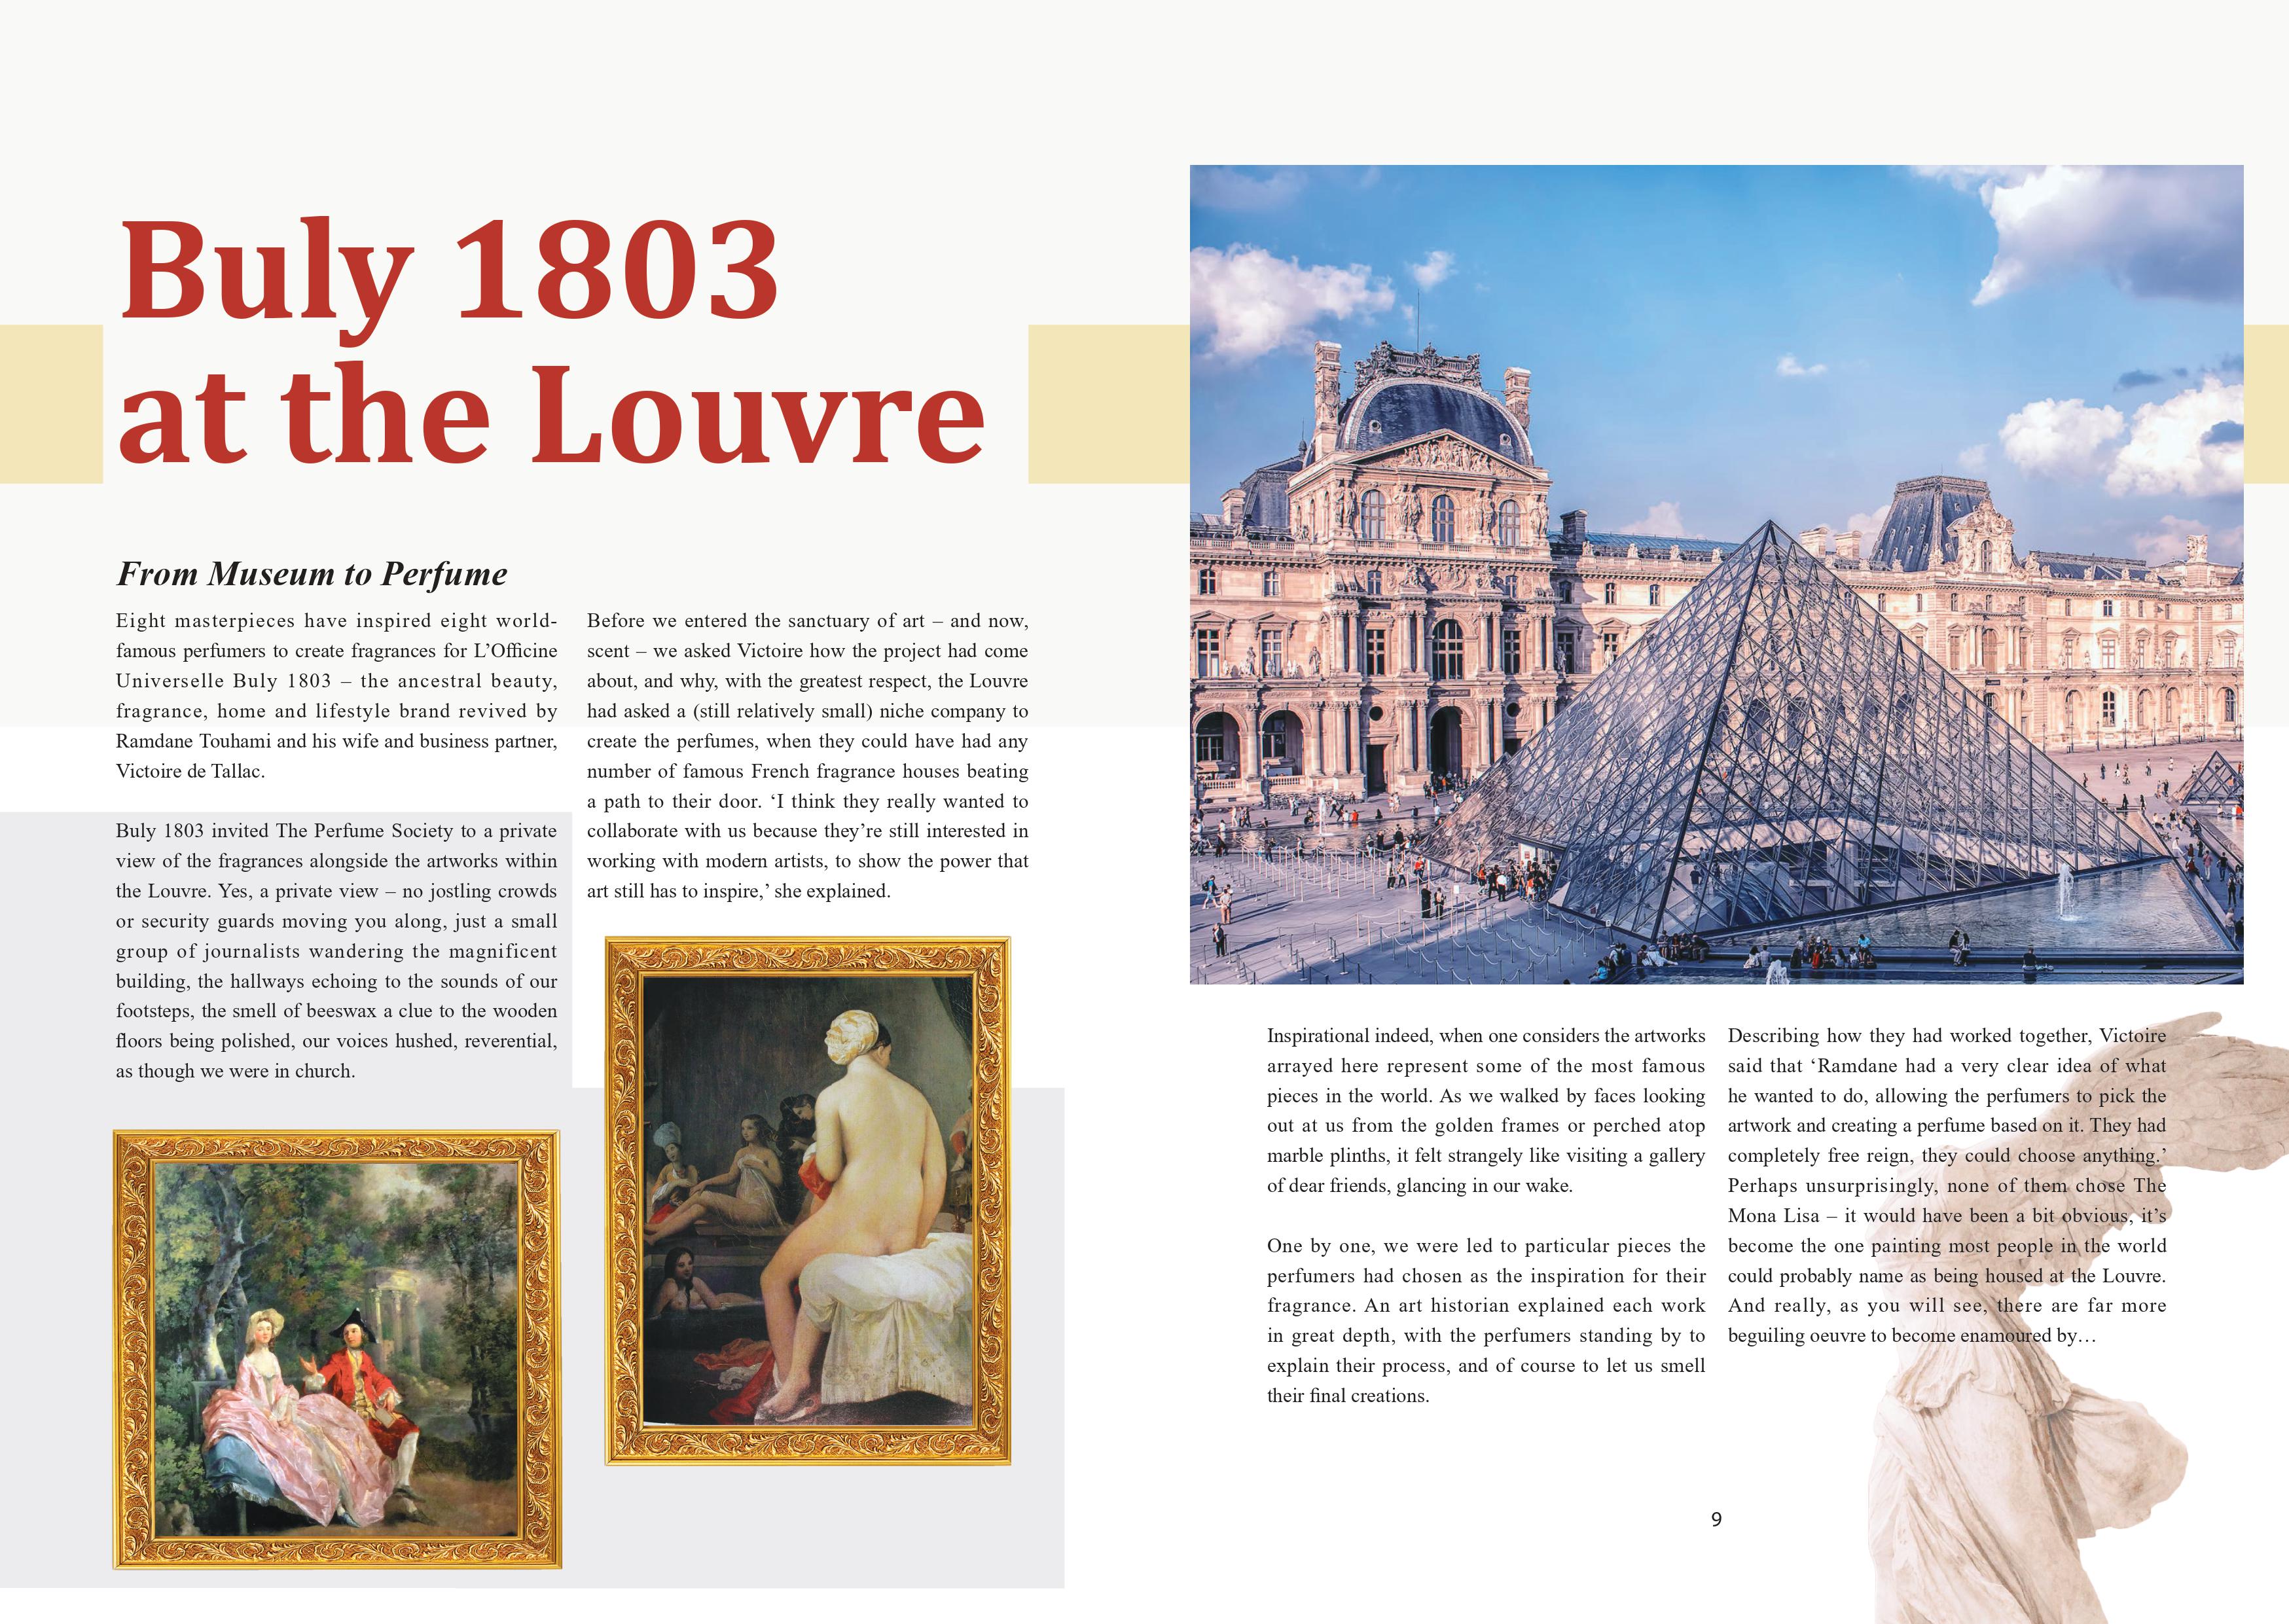 Buly 1803
at the Louvre
From Museum to Perfume
Eight masterpieces have inspired eight world-
famous perfumers to create fragrances for L’Officine
Universelle Buly 1803 – the ancestral beauty,
fragrance, home and lifestyle brand revived by
Ramdane Touhami and his wife and business partner,
Victoire de Tallac.
Buly 1803 invited The Perfume Society to a private
view of the fragrances alongside the artworks within
the Louvre. Yes, a private view – no jostling crowds
or security guards moving you along, just a small
group of journalists wandering the magnificent
building, the hallways echoing to the sounds of our
footsteps, the smell of beeswax a clue to the wooden
floors being polished, our voices hushed, reverential,
as though we were in church.
Before we entered the sanctuary of art – and now,
scent – we asked Victoire how the project had come
about, and why, with the greatest respect, the Louvre
had asked a (still relatively small) niche company to
create the perfumes, when they could have had any
number of famous French fragrance houses beating
a path to their door. ‘I think they really wanted to
collaborate with us because they’re still interested in
working with modern artists, to show the power that
art still has to inspire,’ she explained.
Inspirational indeed, when one considers the artworks
arrayed here represent some of the most famous
pieces in the world. As we walked by faces looking
out at us from the golden frames or perched atop
marble plinths, it felt strangely like visiting a gallery
of dear friends, glancing in our wake.
One by one, we were led to particular pieces the
perfumers had chosen as the inspiration for their
fragrance. An art historian explained each work
in great depth, with the perfumers standing by to
explain their process, and of course to let us smell
their final creations.
Describing how they had worked together, Victoire
said that ‘Ramdane had a very clear idea of what
he wanted to do, allowing the perfumers to pick the
artwork and creating a perfume based on it. They had
completely free reign, they could choose anything.’
Perhaps unsurprisingly, none of them chose The
Mona Lisa – it would have been a bit obvious, it’s
become the one painting most people in the world
could probably name as being housed at the Louvre.
And really, as you will see, there are far more
beguiling oeuvre to become enamoured by…
9